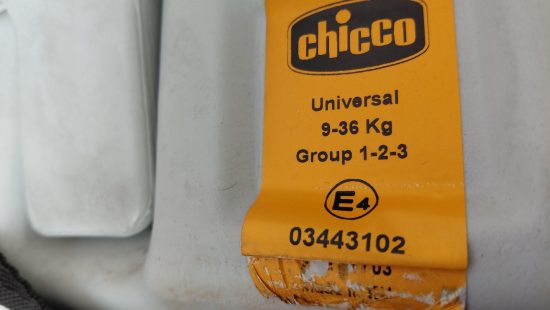 chicco
Universal
9-36 Kg
Group 1-2-3
E4
03443102